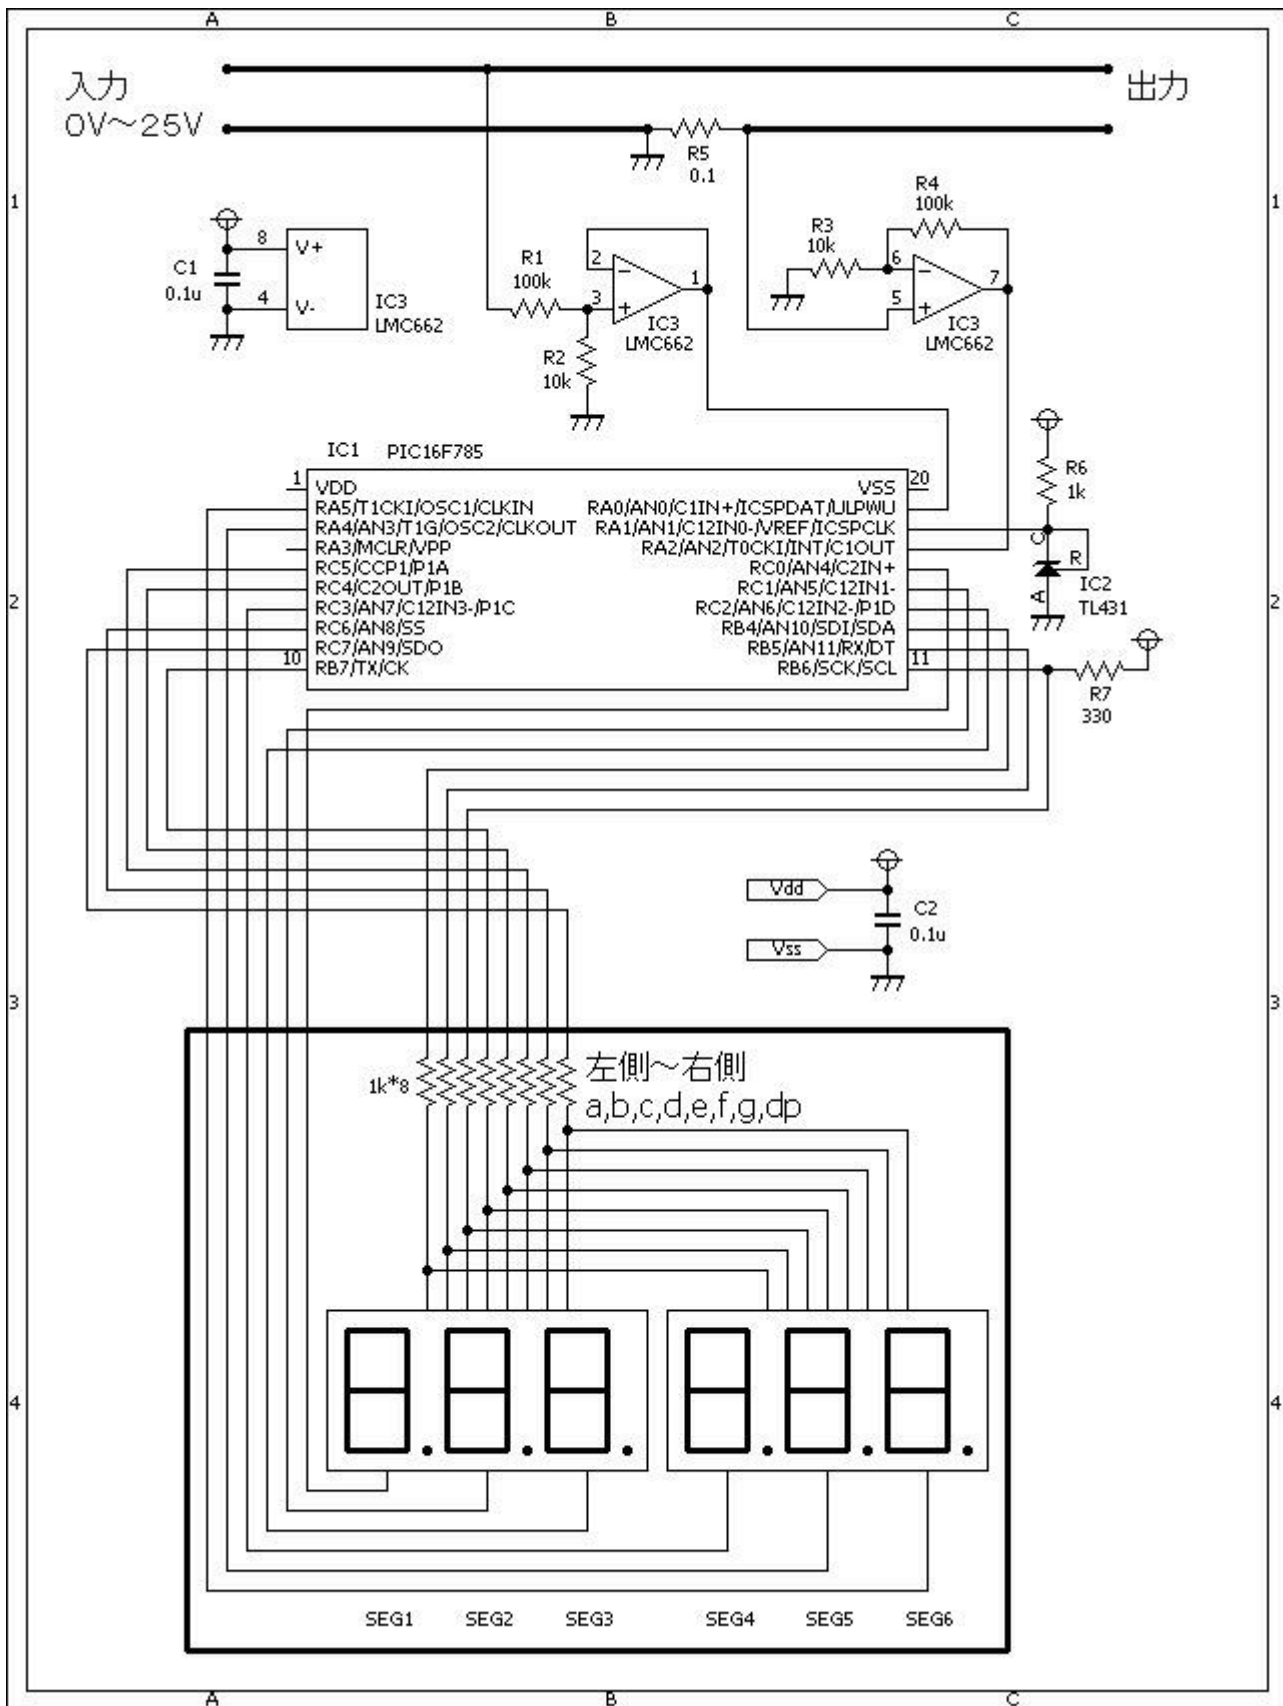 A B C
入力
0V～25V
出力
R5
0.1
1
1
R4
100k
R3
10k
8 V+
C1
0.1u
4 V-
IC3
LMC662
R1
100k
2
3
1
IC3
LMC662
R2
10k
6
5
7
IC3
LMC662
IC1 PIC16F785
R6
1k
1 VDD
RA5/T1CKI/OSC1/CLKIN
RA4/AN3/T1G/OSC2/CLKOUT
RA3/MCLR/VPP
RC5/CCP1/P1A
RC4/C2OUT/P1B
RC3/AN7/C12IN3-/P1C
RC6/AN8/SS
RC7/AN9/SDO
10 RB7/TX/CK
VSS 20
RA0/AN0/C1IN+/ICSPDAT/ULPWU
RA1/AN1/C12IN0-/VREF/ICSPCLK
RA2/AN2/T0CKI/INT/C1OUT
RC0/AN4/C2IN+
RC1/AN5/C12IN1-
RC2/AN6/C12IN2-/P1D
RB4/AN10/SDI/SDA
RB5/AN11/RX/DT
RB6/SCK/SCL 11
C
R
A
IC2
TL431
2
2
R7
330
Vdd
C2
0.1u
Vss
3
3
1k*8
左側～右側
a,b,c,d,e,f,g,dp
4
4
SEG1 SEG2 SEG3 SEG4 SEG5 SEG6
A B C